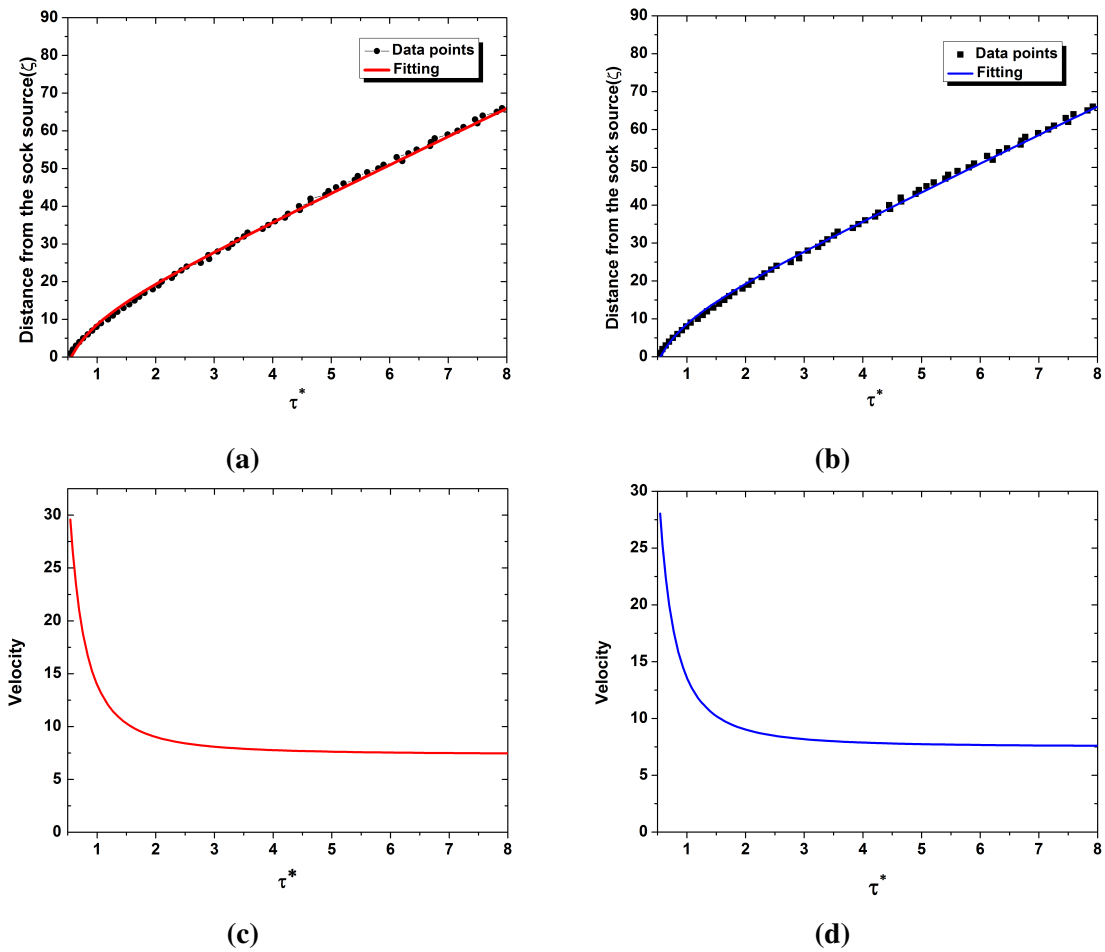 90
80
70
60
50
40
30
20
10
0
Distance from the sock source(ζ)
Data points
Fitting
1 2 3 4 5 6 7 8
τ*
(a)
90
80
70
60
50
40
30
20
10
0
Distance from the sock source(ζ)
Data points
Fitting
1 2 3 4 5 6 7 8
τ*
(b)
30
25
20
15
10
5
0
Velocity
1 2 3 4 5 6 7 8
τ*
(c)
30
25
20
15
10
5
0
Velocity
1 2 3 4 5 6 7 8
τ*
(d)